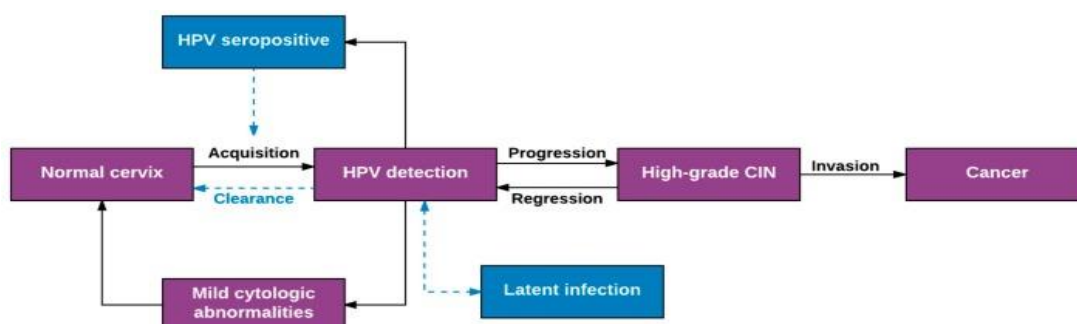 HPV seropositive
Acquisition
Progression
Invasion
Normal cervix
HPV detection
High-grade CIN
Cancer
Clearance
Regression
Mild cytologic
abnormalities
Latent infection